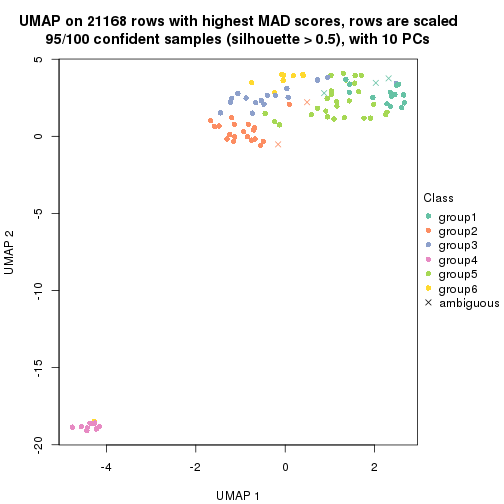 UMAP on 21168 rows with highest MAD scores, rows are scaled
95/100 confident samples (silhouette > 0.5), with 10 PCs
5
0
-5
-10
-15
-20
UMAP 2
-4
-2
0
2
UMAP 1
Class
group1
group2
group3
group4
group5
group6
ambiguous